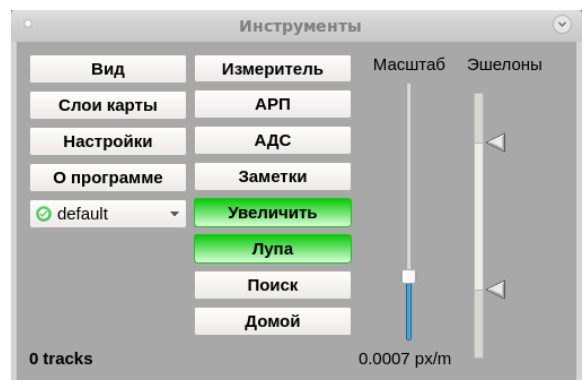 Инструменты
Вид
Слои карты
Настройки
О программе
default
Измеритель
АРП
АДС
Заметки
Увеличить
Лупа
Поиск
Домой
Масштаб
Эшелоны
0 tracks
0.0007 px/m